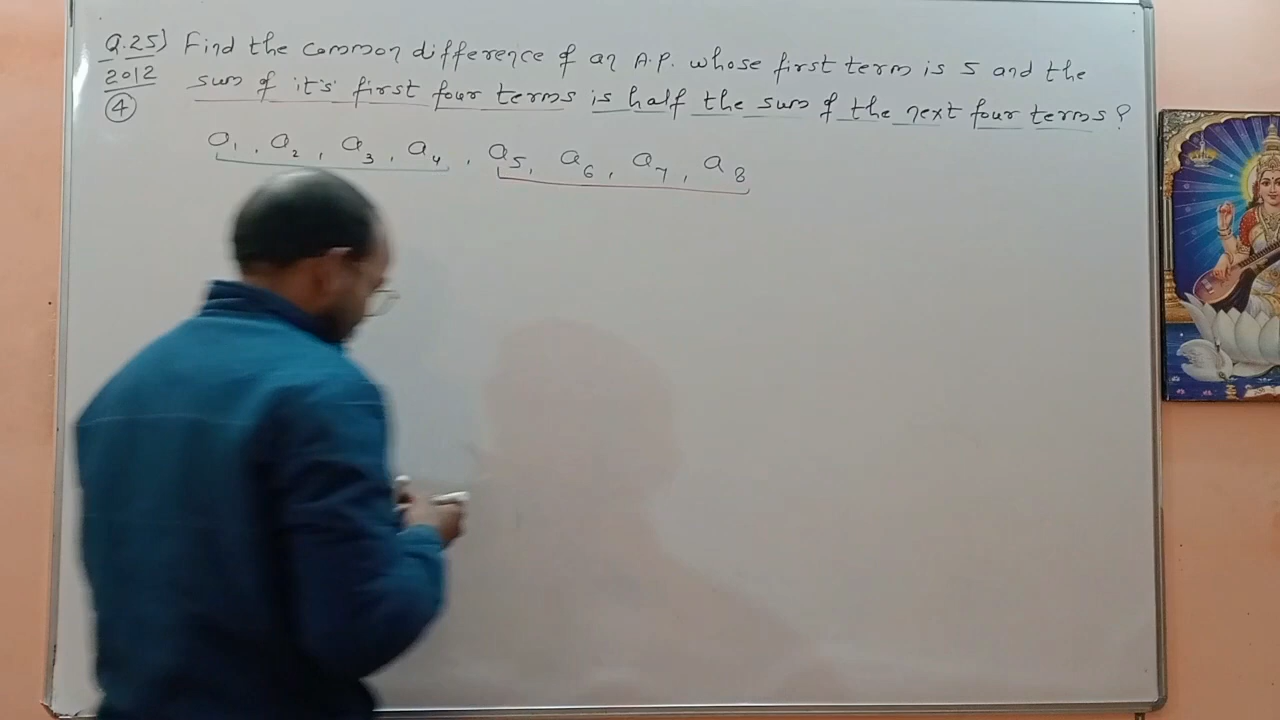 Q.25) Find the common difference of an A.P. whose first term is 5 and the
2012 sum of it's first four terms is half the sum of the next four terms?
④
a₁, a₂, a₃, a₄, a₅, a₆, a₇, a₈